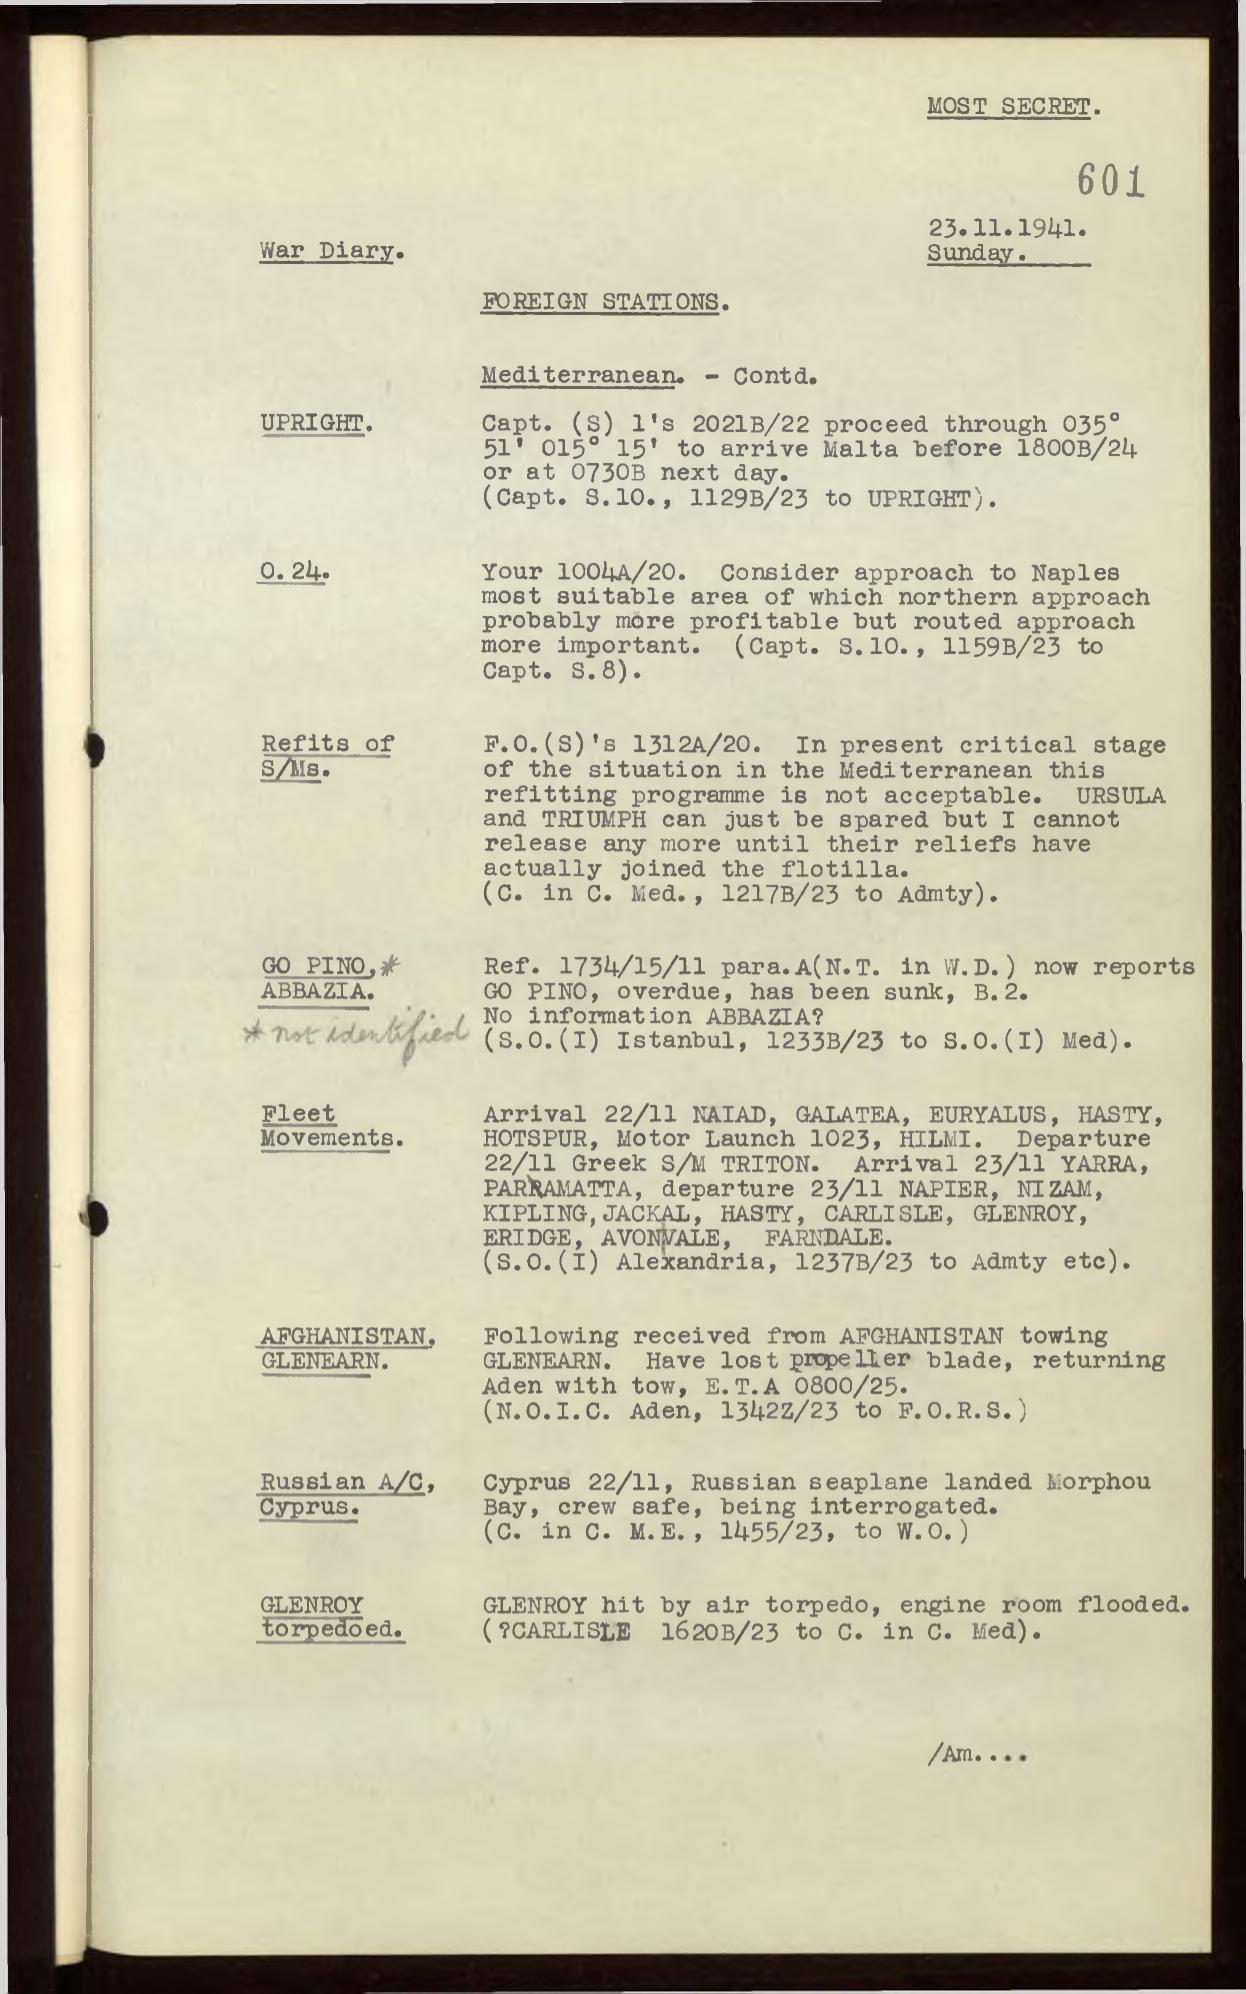 MOST SECRET.
601
23.11.1941.
War Diary.
Sunday.
FOREIGN STATIONS.
Mediterranean. - Contd.
UPRIGHT. Capt. (S) 1's 2021B/22 proceed through 035°
51' 015° 15' to arrive Malta before 1800B/24
or at 0730B next day.
(Capt. S.10., 1129B/23 to UPRIGHT).
O.24. Your 1004A/20. Consider approach to Naples
most suitable area of which northern approach
probably more profitable but routed approach
more important. (Capt. S.10., 1159B/23 to
Capt. S.8).
Refits of F.O.(S)'s 1312A/20. In present critical stage
S/Ms. of the situation in the Mediterranean this
refitting programme is not acceptable. URSULA
and TRIUMPH can just be spared but I cannot
release any more until their reliefs have
actually joined the flotilla.
(C. in C. Med., 1217B/23 to Admty).
GO PINO,* Ref. 1734/15/11 para.A(N.T. in W.D.) now reports
ABBAZIA. GO PINO, overdue, has been sunk, B.2.
No information ABBAZIA?
* not identified (S.O.(I) Istanbul, 1233B/23 to S.O.(I) Med).
Fleet Arrival 22/11 NAIAD, GALATEA, EURYALUS, HASTY,
Movements. HOTSPUR, Motor Launch 1023, HILMI. Departure
22/11 Greek S/M TRITON. Arrival 23/11 YARRA,
PARRAMATTA, departure 23/11 NAPIER, NIZAM,
KIPLING, JACKAL, HASTY, CARLISLE, GLENROY,
ERIDGE, AVONVALE, FARNDALE.
(S.O.(I) Alexandria, 1237B/23 to Admty etc).
AFGHANISTAN. Following received from AFGHANISTAN towing
GLENEARN. GLENEARN. Have lost propeller blade, returning
Aden with tow, E.T.A 0800/25.
(N.O.I.C. Aden, 1342Z/23 to F.O.R.S.)
Russian A/C, Cyprus 22/11, Russian seaplane landed Morphou
Cyprus. Bay, crew safe, being interrogated.
(C. in C. M.E., 1455/23, to W.O.)
GLENROY GLENROY hit by air torpedo, engine room flooded.
torpedoed. (?CARLISLE 1620B/23 to C. in C. Med).
/Am....